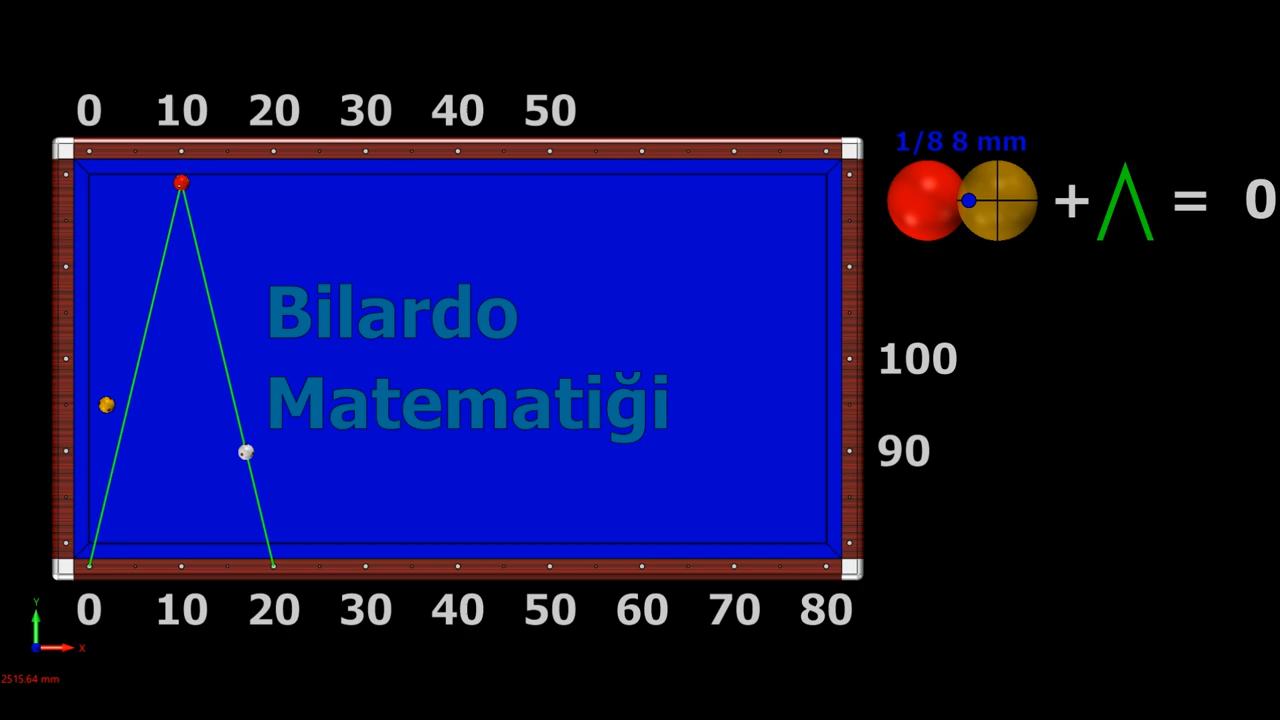 0 10 20 30 40 50
1/8 8 mm
+ Λ = 0
Bilardo
Matematiği
100
90
0 10 20 30 40 50 60 70 80
Y
X
2515.64 mm